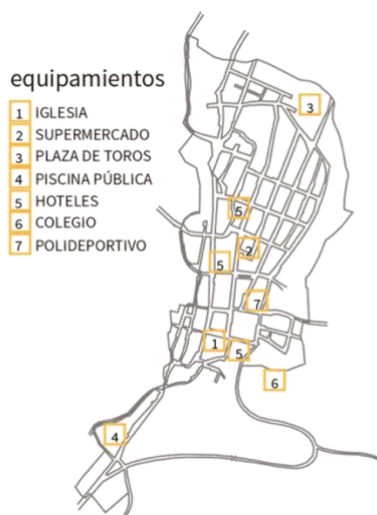 equipamientos
1 IGLESIA
2 SUPERMERCADO
3 PLAZA DE TOROS
4 PISCINA PÚBLICA
5 HOTELES
6 COLEGIO
7 POLIDEPORTIVO
3
5
2
5
7
1
5
6
4